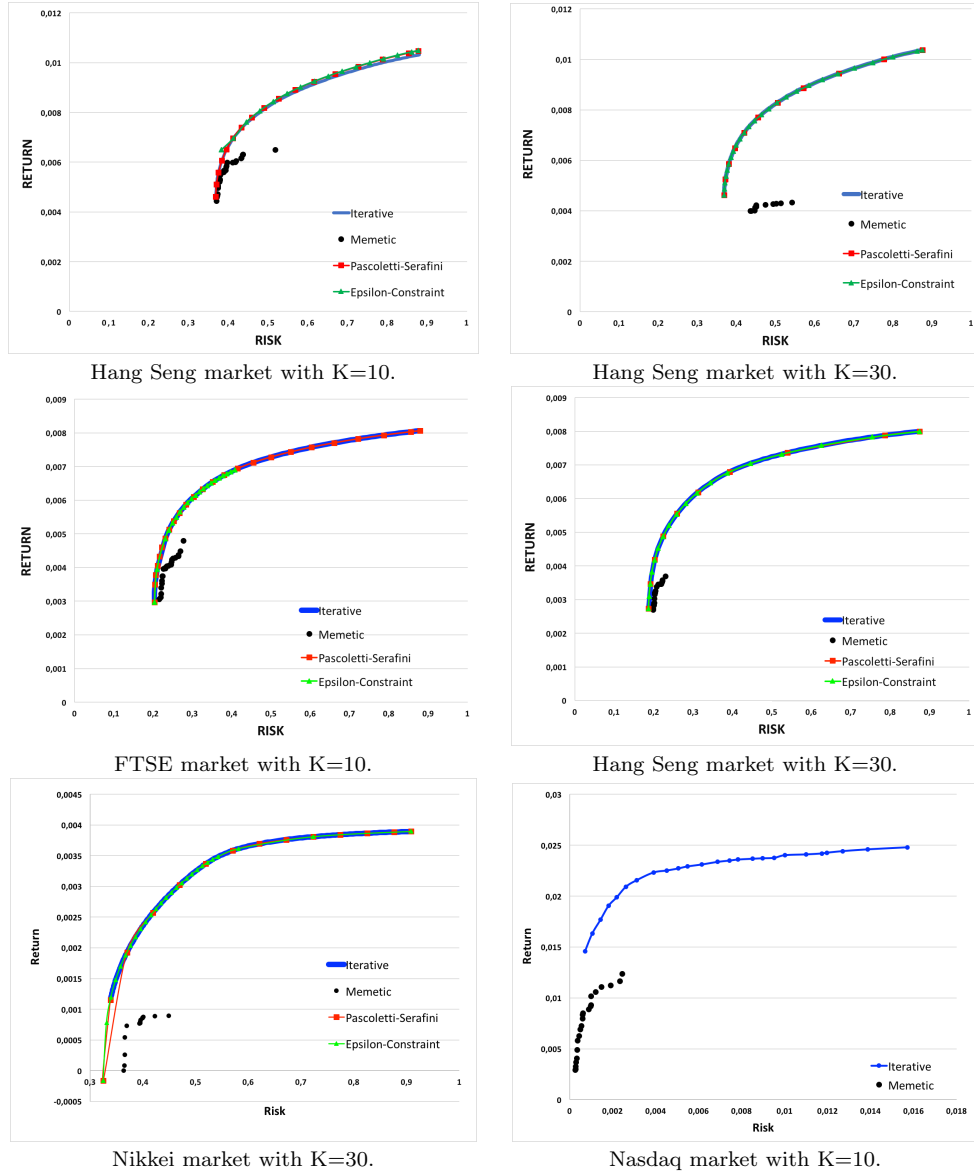 0,012
0,01
0,008
0,006
0,004
0,002
0
RETURN
0 0,1 0,2 0,3 0,4 0,5 0,6 0,7 0,8 0,9 1
RISK
Iterative
Memetic
Pascoletti-Serafini
Epsilon-Constraint
Hang Seng market with K=10.
0,012
0,01
0,008
0,006
0,004
0,002
0
RETURN
0 0,1 0,2 0,3 0,4 0,5 0,6 0,7 0,8 0,9 1
RISK
Iterative
Memetic
Pascoletti-Serafini
Epsilon-Constraint
Hang Seng market with K=30.
0,009
0,008
0,007
0,006
0,005
0,004
0,003
0,002
0,001
0
RETURN
0 0,1 0,2 0,3 0,4 0,5 0,6 0,7 0,8 0,9 1
RISK
Iterative
Memetic
Pascoletti-Serafini
Epsilon-Constraint
FTSE market with K=10.
0,009
0,008
0,007
0,006
0,005
0,004
0,003
0,002
0,001
0
RETURN
0 0,1 0,2 0,3 0,4 0,5 0,6 0,7 0,8 0,9 1
RISK
Iterative
Memetic
Pascoletti-Serafini
Epsilon-Constraint
Hang Seng market with K=30.
0,0045
0,004
0,0035
0,003
0,0025
0,002
0,0015
0,001
0,0005
0
-0,0005
Return
0,3 0,4 0,5 0,6 0,7 0,8 0,9 1
Risk
Iterative
Memetic
Pascoletti-Serafini
Epsilon-Constraint
Nikkei market with K=30.
0,03
0,025
0,02
0,015
0,01
0,005
0
Return
0 0,002 0,004 0,006 0,008 0,01 0,012 0,014 0,016 0,018
Risk
Iterative
Memetic
Nasdaq market with K=10.